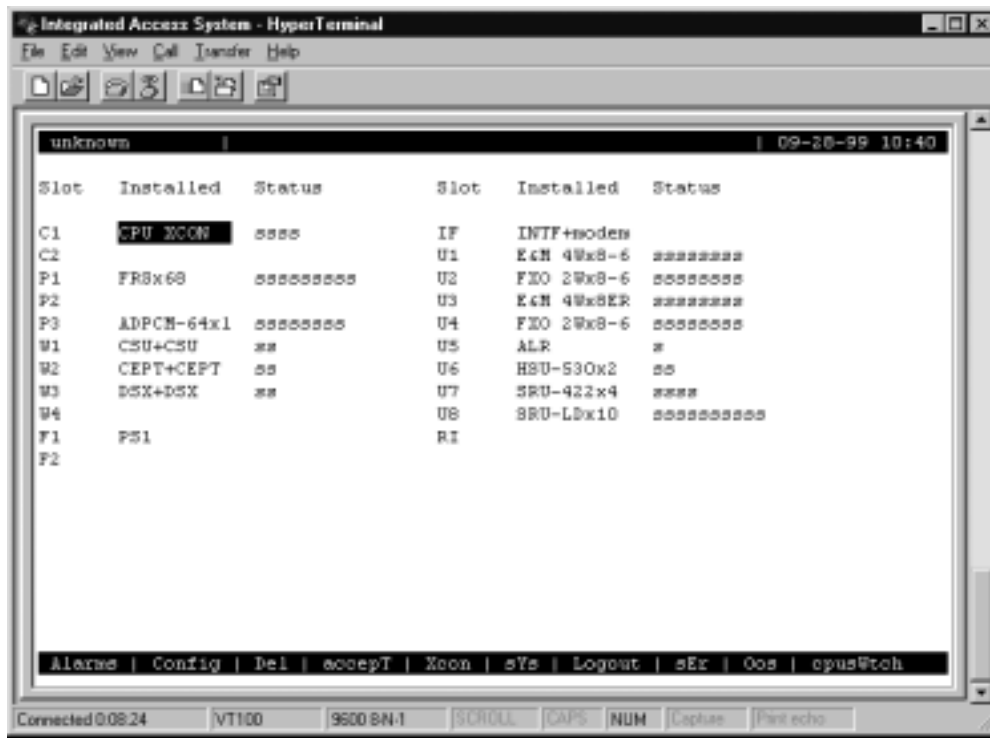 Integrated Access System - HyperTerminal
File Edit View Call Transfer Help
unknown | | 09-28-99 10:40
Slot Installed Status Slot Installed Status
C1 CPU XCON ssss IF INTF+modem
C2 U1 E&M 4Wx8-6 ssssssss
P1 FRSx68 sssssssss U2 FXO 2Wx8-6 ssssssss
P2 U3 E&M 4Wx8ER ssssssss
P3 ADPCM-64x1 ssssssss U4 FXO 2Wx8-6 ssssssss
W1 CSU+CSU ss U5 ALR s
W2 CEPT+CEPT ss U6 HSU-530x2 ss
W3 DSX+DSX ss U7 SRU-422x4 ssss
W4 U8 SRU-LDx10 ssssssssss
F1 PS1 RI
F2
Alarms | Config | Del | accepT | Xcon | sYs | Logout | sEr | Oos | cpusWtch
Connected 0:08:24 VT100 9600 8-N-1 SCROLL CAPS NUM Capture Print echo